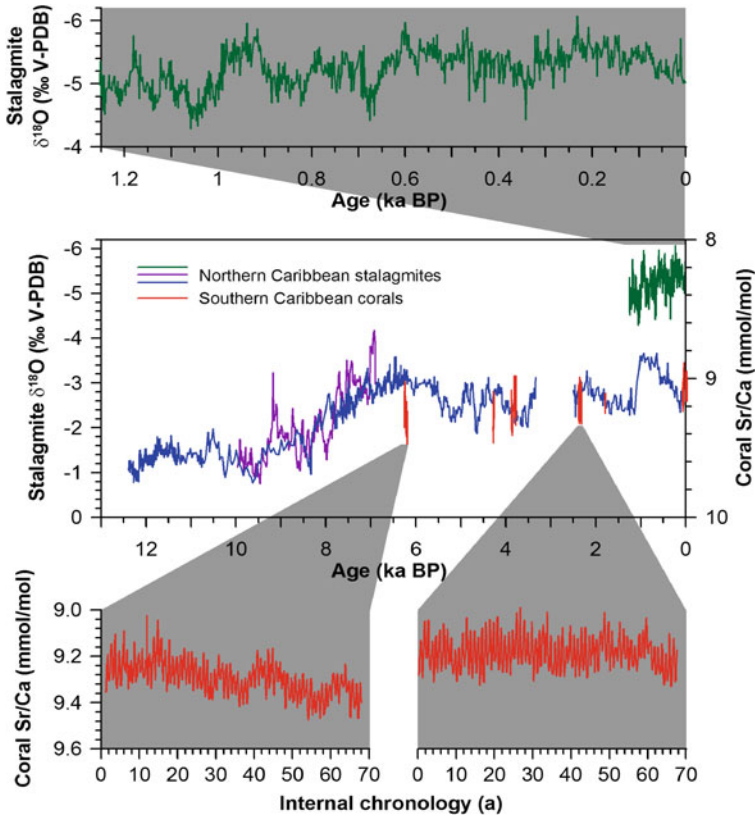 Stalagmite
δ18O (‰ V-PDB)
-6
-5
-4
1.2
1
0.8
0.6
0.4
0.2
0
Age (ka BP)
Stalagmite δ18O (‰ V-PDB)
-6
-5
-4
-3
-2
-1
0
Northern Caribbean stalagmites
Southern Caribbean corals
8
9
10
Coral Sr/Ca (mmol/mol)
12
10
8
6
4
2
0
Age (ka BP)
Coral Sr/Ca (mmol/mol)
9.0
9.2
9.4
9.6
0 10 20 30 40 50 60 70
0 10 20 30 40 50 60 70
Internal chronology (a)